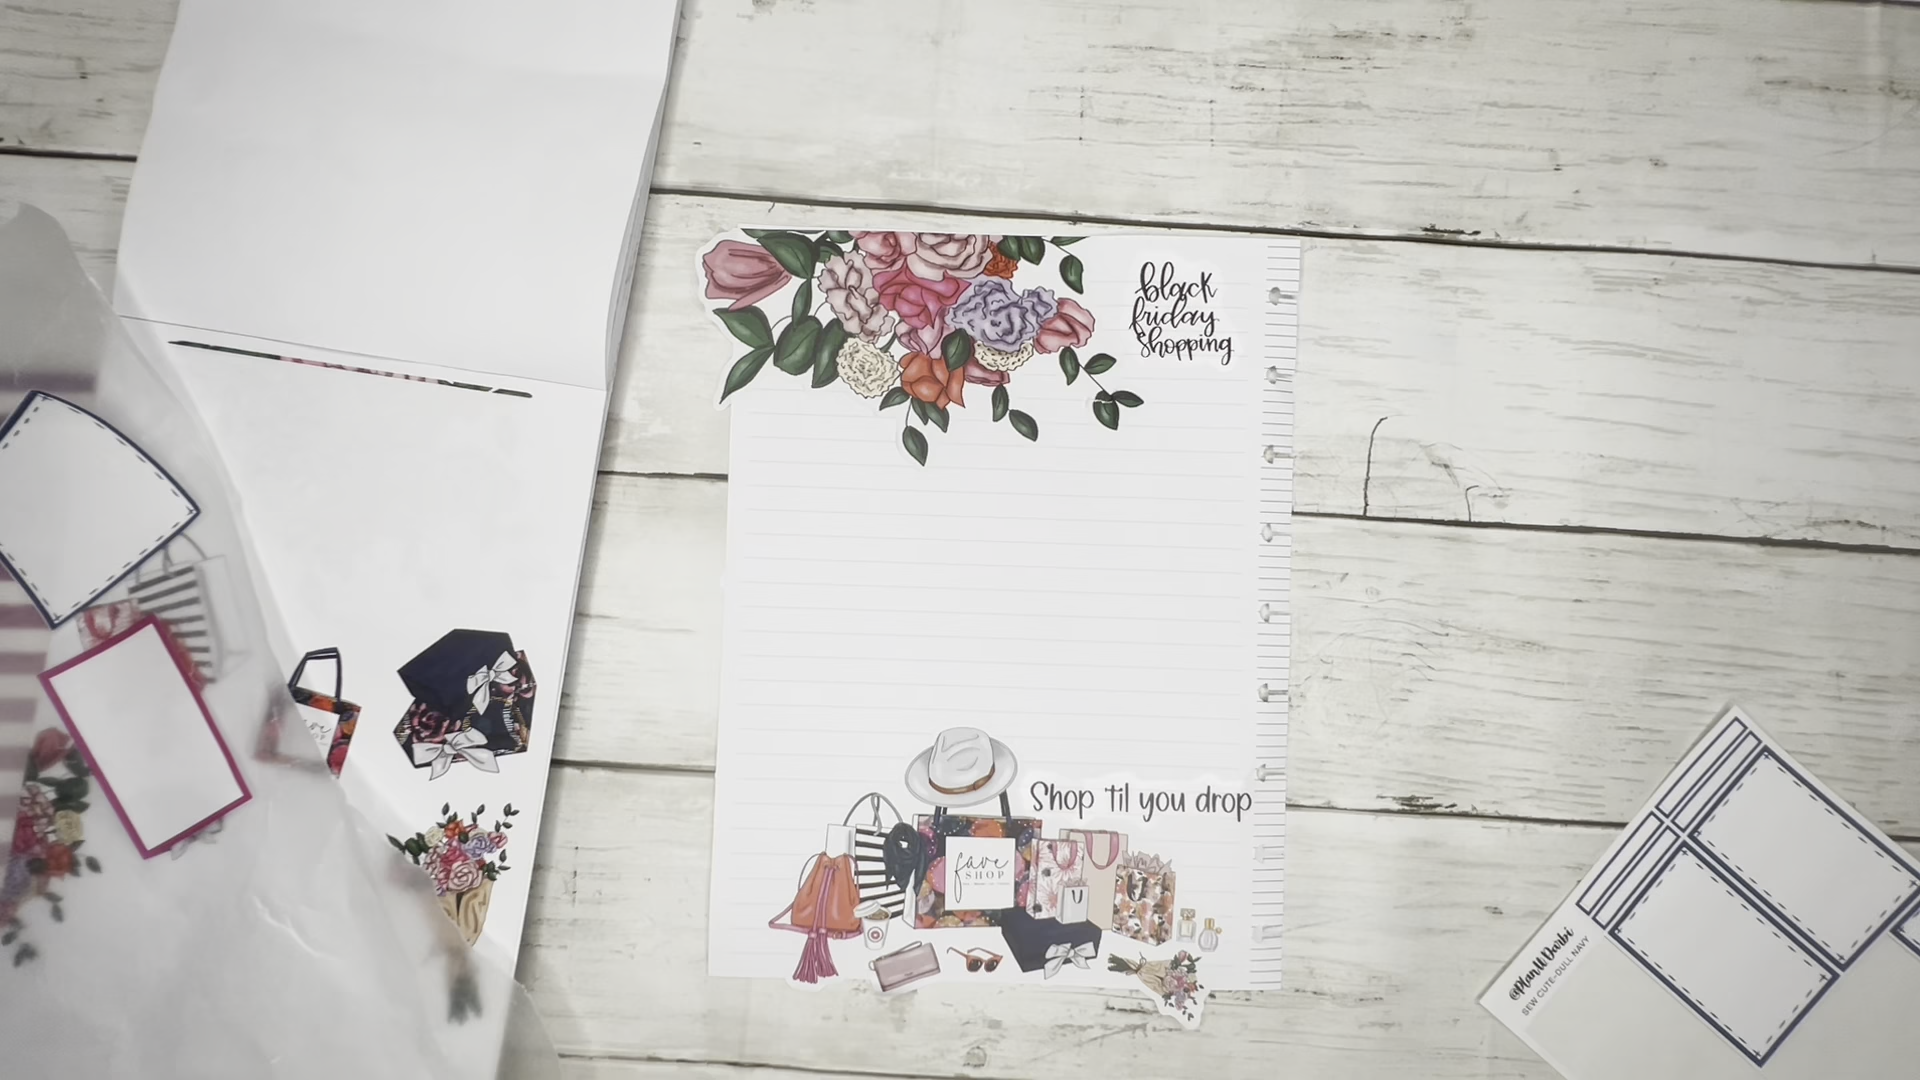 black
friday
shopping
Shop 'til you drop
fave
SHOP
@PlanWDarbi
SEW CUTE-DULL NAVY